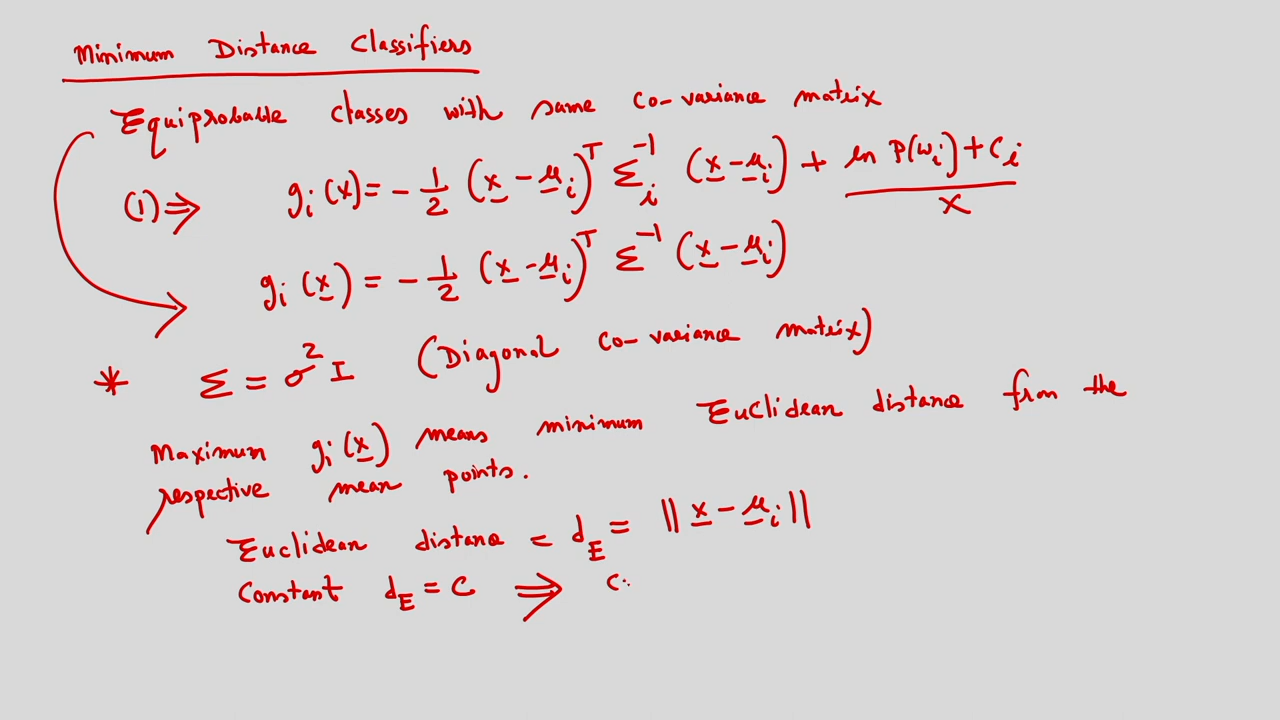 Minimum Distance Classifiers
Equiprobable classes with same co-variance matrix
(1)⇒ gᵢ(x) = - 1/2 (x - μᵢ)ᵀ Σᵢ⁻¹ (x - μᵢ) + ln P(ωᵢ) + Cᵢ
x
gᵢ(x) = - 1/2 (x - μᵢ)ᵀ Σ⁻¹ (x - μᵢ)
* Σ = σ² I (Diagonal co-variance matrix)
Maximum gᵢ(x) means minimum Euclidean distance from the
respective mean points.
Euclidean distance = d_E = ||x - μᵢ||
Constant d_E = C ⇒ ci